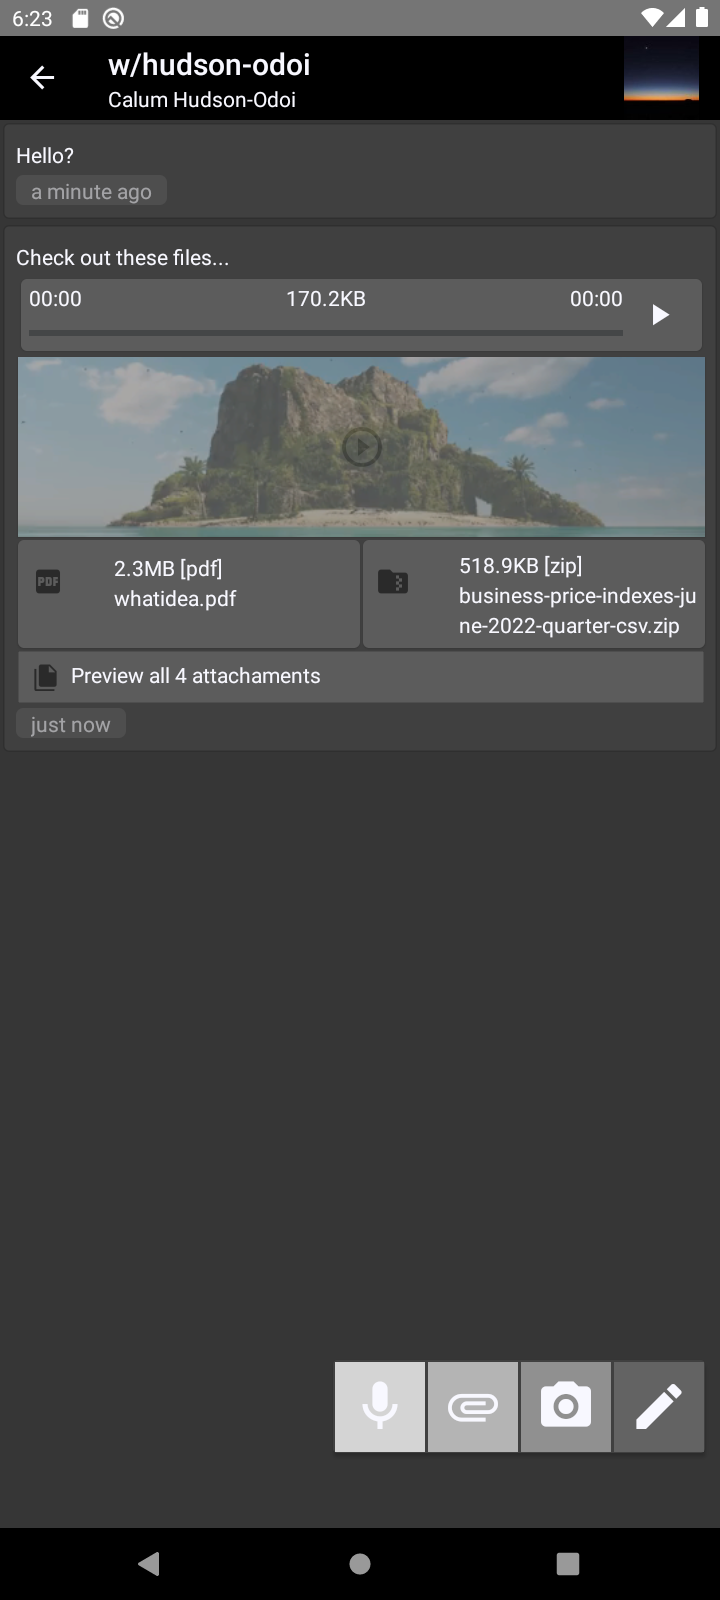 6:23
w/hudson-odoi
Calum Hudson-Odoi
Hello?
a minute ago
Check out these files...
00:00 170.2KB 00:00
PDF
2.3MB [pdf]
whatidea.pdf
518.9KB [zip]
business-price-indexes-ju
ne-2022-quarter-csv.zip
Preview all 4 attachaments
just now